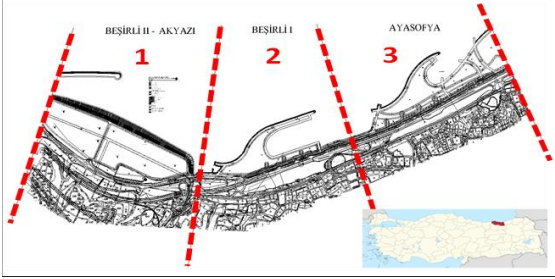 BEŞİRLİ II - AKYAZI
BEŞİRLİ I
AYASOFYA
1
2
3